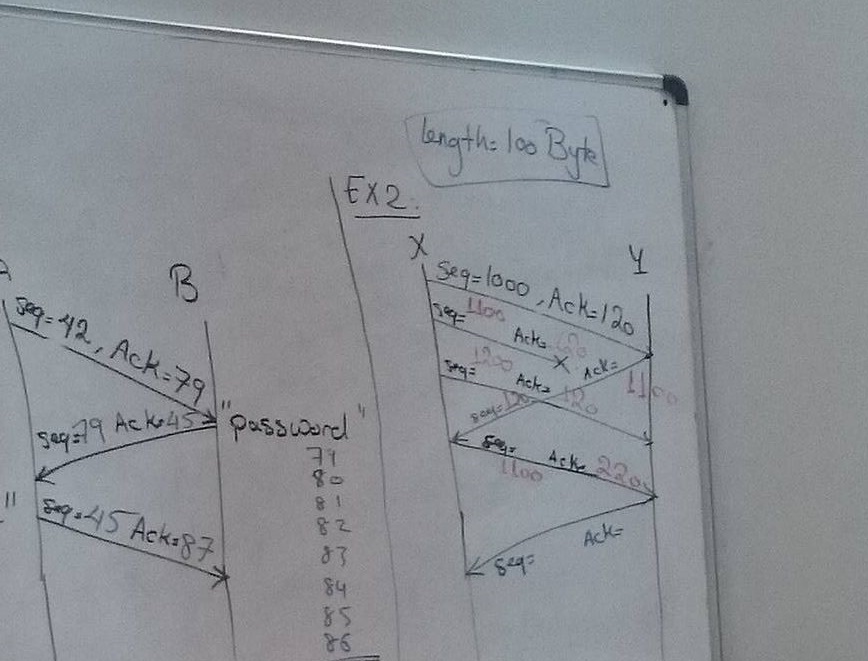 length=100 Byte
EX2:
B
seq=42, Ack=79
seq=79 Ack=45
"password"
79
80
81
82
83
84
85
86
"
seq=45 Ack=87
X
Y
Seq=1000, Ack=120
seq= 1100 Ack= 120
Ack= 1100
seq= 1200 Ack= 120
seq= 120
seq= 1100 Ack= 220
Ack=
seq=